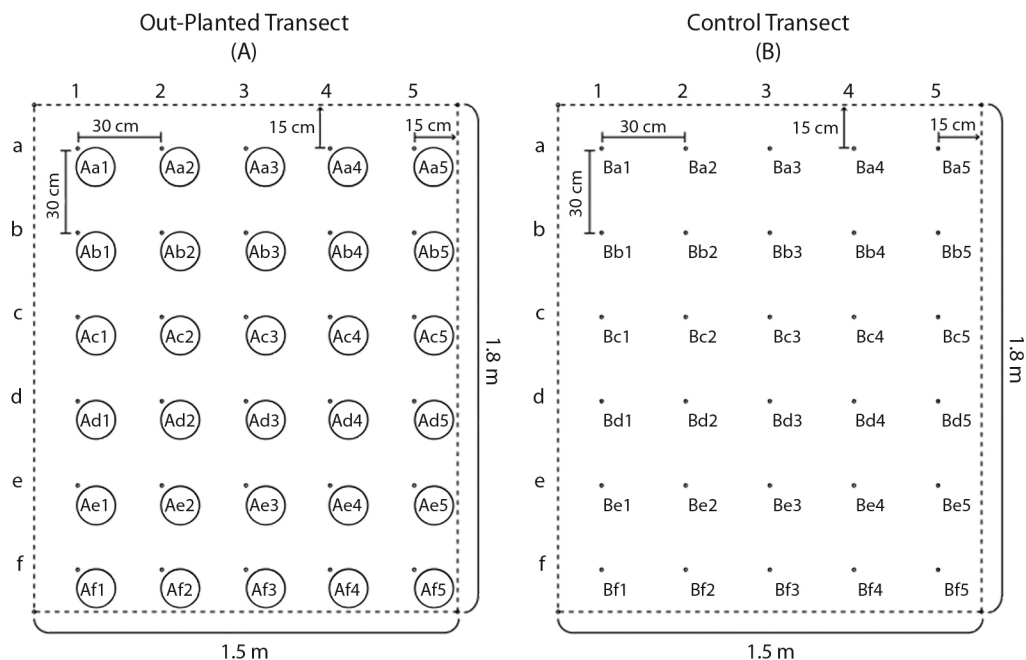 Out-Planted Transect
(A)
Control Transect
(B)
1 2 3 4 5
1 2 3 4 5
30 cm 15 cm 15 cm
30 cm 15 cm 15 cm
a Aa1 Aa2 Aa3 Aa4 Aa5
a Ba1 Ba2 Ba3 Ba4 Ba5
30 cm
30 cm
b Ab1 Ab2 Ab3 Ab4 Ab5
b Bb1 Bb2 Bb3 Bb4 Bb5
c Ac1 Ac2 Ac3 Ac4 Ac5
c Bc1 Bc2 Bc3 Bc4 Bc5
1.8 m
1.8 m
d Ad1 Ad2 Ad3 Ad4 Ad5
d Bd1 Bd2 Bd3 Bd4 Bd5
e Ae1 Ae2 Ae3 Ae4 Ae5
e Be1 Be2 Be3 Be4 Be5
f Af1 Af2 Af3 Af4 Af5
f Bf1 Bf2 Bf3 Bf4 Bf5
1.5 m
1.5 m